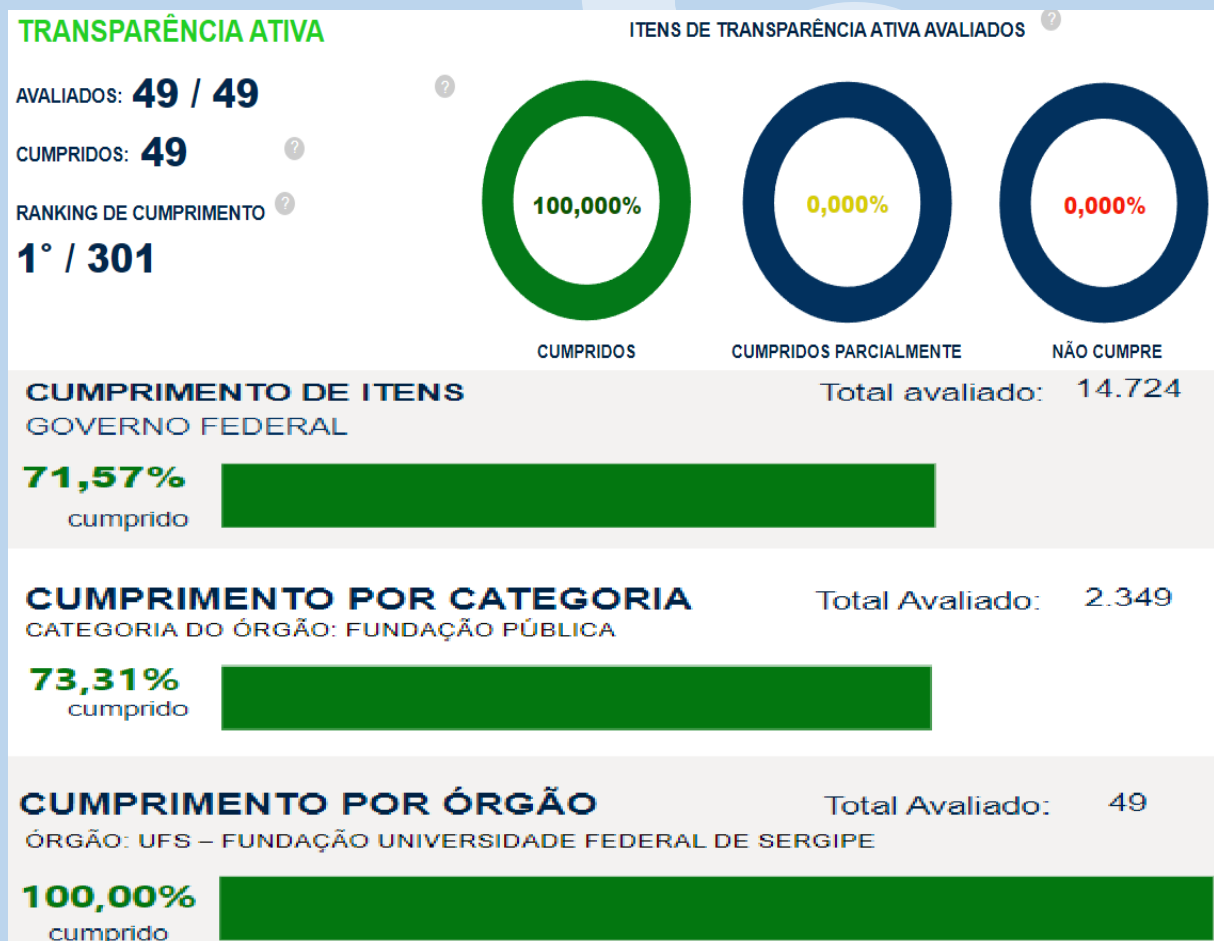 TRANSPARÊNCIA ATIVA
ITENS DE TRANSPARÊNCIA ATIVA AVALIADOS ?
AVALIADOS: 49 / 49 ?
CUMPRIDOS: 49 ?
RANKING DE CUMPRIMENTO ?
1° / 301
100,000%
0,000%
0,000%
CUMPRIDOS
CUMPRIDOS PARCIALMENTE
NÃO CUMPRE
CUMPRIMENTO DE ITENS
Total avaliado: 14.724
GOVERNO FEDERAL
71,57%
cumprido
CUMPRIMENTO POR CATEGORIA
Total Avaliado: 2.349
CATEGORIA DO ÓRGÃO: FUNDAÇÃO PÚBLICA
73,31%
cumprido
CUMPRIMENTO POR ÓRGÃO
Total Avaliado: 49
ÓRGÃO: UFS – FUNDAÇÃO UNIVERSIDADE FEDERAL DE SERGIPE
100,00%
cumprido